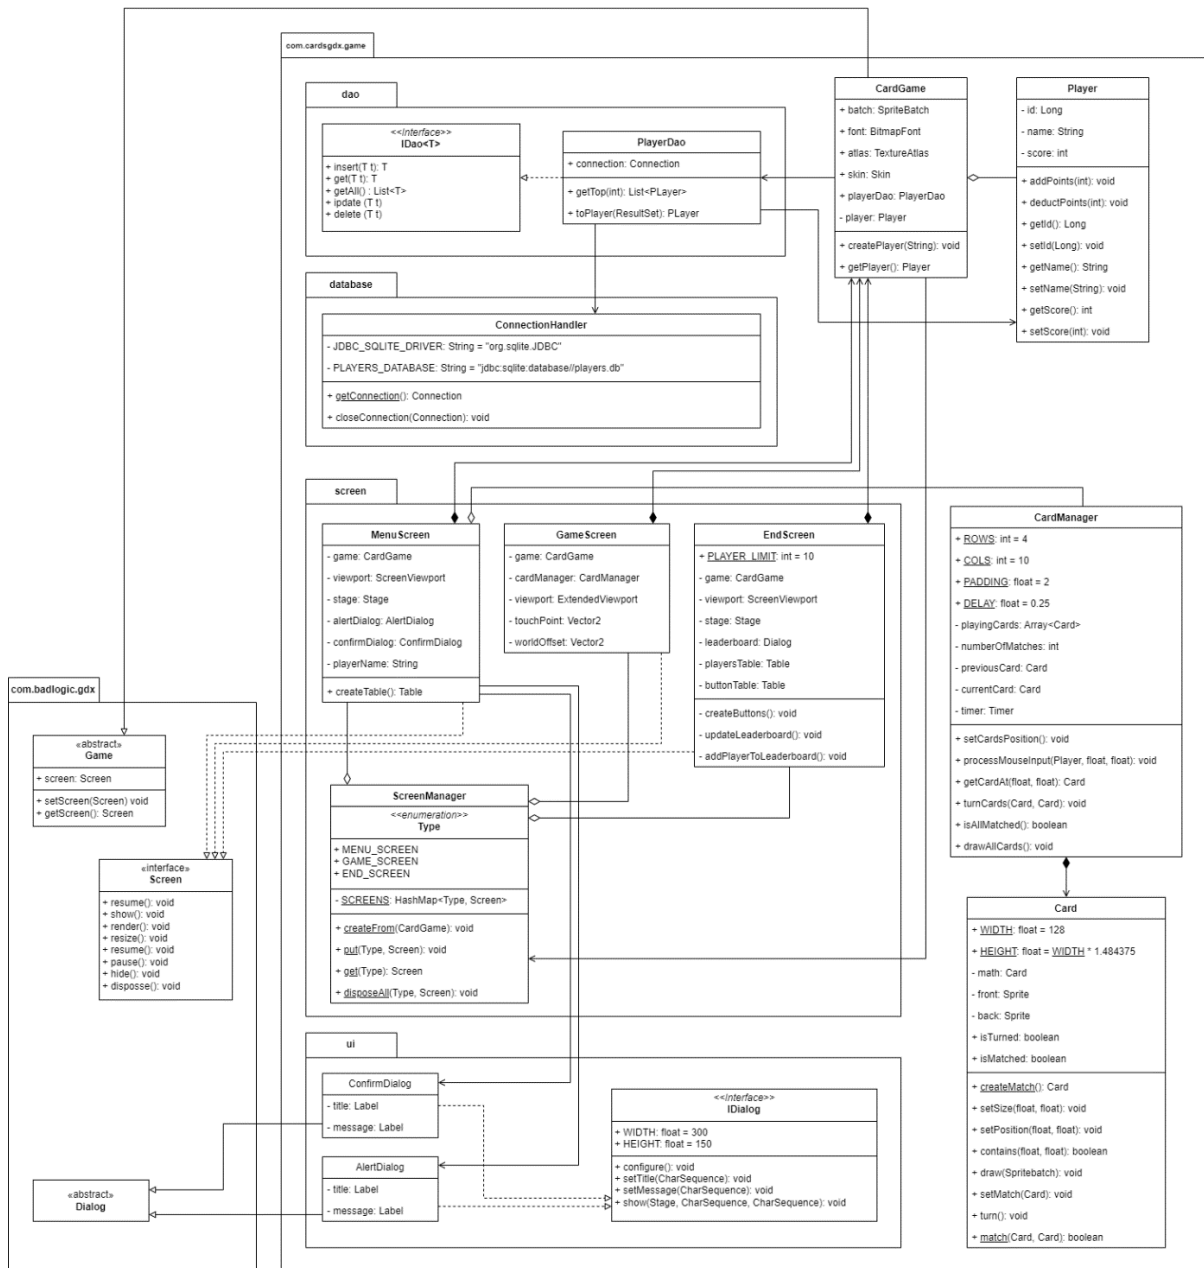 com.cardsgdx.game
dao
<<Interface>>
IDao<T>
+ insert(T t): T
+ get(T t): T
+ getAll() : List<T>
+ ipdate (T t)
+ delete (T t)
PlayerDao
+ connection: Connection
+ getTop(int): List<PLayer>
+ toPlayer(ResultSet): PLayer
CardGame
+ batch: SpriteBatch
+ font: BitmapFont
+ atlas: TextureAtlas
+ skin: Skin
+ playerDao: PlayerDao
- player: Player
+ createPlayer(String): void
+ getPlayer(): Player
Player
- id: Long
- name: String
- score: int
+ addPoints(int): void
+ deductPoints(int): void
+ getId(): Long
+ setId(Long): void
+ getName(): String
+ setName(String): void
+ getScore(): int
+ setScore(int): void
database
ConnectionHandler
- JDBC_SQLITE_DRIVER: String = "org.sqlite.JDBC"
- PLAYERS_DATABASE: String = "jdbc:sqlite:database//players.db"
+ getConnection(): Connection
+ closeConnection(Connection): void
screen
MenuScreen
- game: CardGame
- viewport: ScreenViewport
- stage: Stage
- alertDialog: AlertDialog
- confirmDialog: ConfirmDialog
- playerName: String
+ createTable(): Table
GameScreen
- game: CardGame
- cardManager: CardManager
- viewport: ExtendedViewport
- touchPoint: Vector2
- worldOffset: Vector2
EndScreen
+ PLAYER_LIMIT: int = 10
- game: CardGame
- viewport: ScreenViewport
- stage: Stage
- leaderboard: Dialog
- playersTable: Table
- buttonTable: Table
- createButtons(): void
- updateLeaderboard(): void
- addPlayerToLeaderboard(): void
CardManager
+ ROWS: int = 4
+ COLS: int = 10
+ PADDING: float = 2
+ DELAY: float = 0.25
- playingCards: Array<Card>
- numberOfMatches: int
- previousCard: Card
- currentCard: Card
- timer: Timer
+ setCardsPosition(): void
+ processMouseInput(Player, float, float): void
+ getCardAt(float, float): Card
+ turnCards(Card, Card): void
+ isAllMatched(): boolean
+ drawAllCards(): void
com.badlogic.gdx
«abstract»
Game
+ screen: Screen
+ setScreen(Screen) void
+ getScreen(): Screen
«interface»
Screen
+ resume(): void
+ show(): void
+ render(): void
+ resize(): void
+ resume(): void
+ pause(): void
+ hide(): void
+ disposse(): void
ScreenManager
<<enumeration>>
Type
+ MENU_SCREEN
+ GAME_SCREEN
+ END_SCREEN
- SCREENS: HashMap<Type, Screen>
+ createFrom(CardGame): void
+ put(Type, Screen): void
+ get(Type): Screen
+ disposeAll(Type, Screen): void
Card
+ WIDTH: float = 128
+ HEIGHT: float = WIDTH * 1.484375
- math: Card
- front: Sprite
- back: Sprite
+ isTurned: boolean
+ isMatched: boolean
+ createMatch(): Card
+ setSize(float, float): void
+ setPosition(float, float): void
+ contains(float, float): boolean
+ draw(Spritebatch): void
+ setMatch(Card): void
+ turn(): void
+ match(Card, Card): boolean
ui
ConfirmDialog
- title: Label
- message: Label
AlertDialog
- title: Label
- message: Label
<<Interface>>
IDialog
+ WIDTH: float = 300
+ HEIGHT: float = 150
+ configure(): void
+ setTitle(CharSequence): void
+ setMessage(CharSequence): void
+ show(Stage, CharSequence, CharSequence): void
«abstract»
Dialog